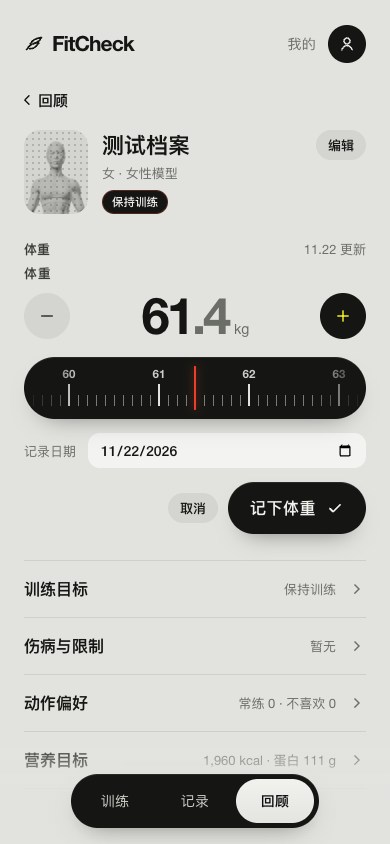 FitCheck
我的
回顾
测试档案
编辑
女 · 女性模型
保持训练
体重
11.22 更新
体重
61.4 kg
60 61 62 63
记录日期
11/22/2026
取消
记下体重
训练目标
保持训练
伤病与限制
暂无
动作偏好
常练 0 · 不喜欢 0
营养目标
1,960 kcal · 蛋白 111 g
训练
记录
回顾